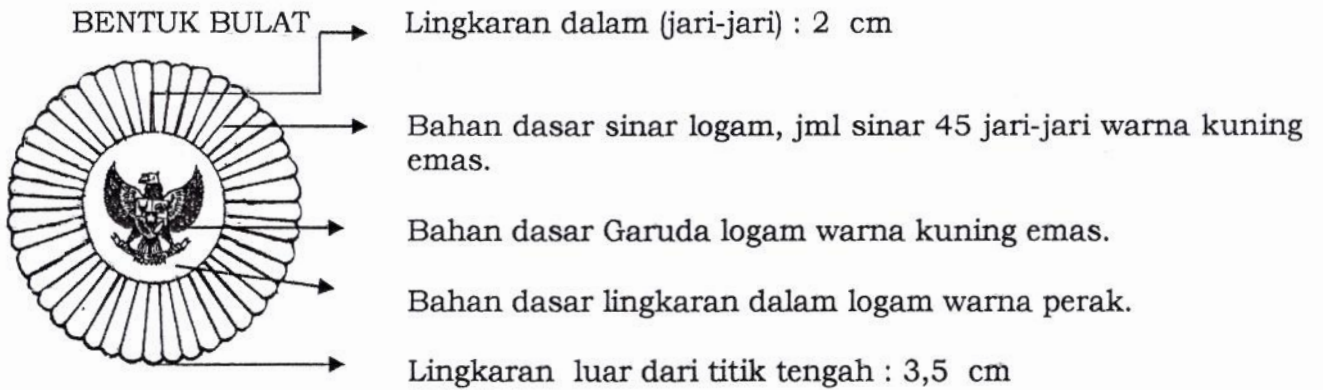 BENTUK BULAT
Lingkaran dalam (jari-jari) : 2 cm
Bahan dasar sinar logam, jml sinar 45 jari-jari warna kuning
emas.
Bahan dasar Garuda logam warna kuning emas.
Bahan dasar lingkaran dalam logam warna perak.
Lingkaran luar dari titik tengah : 3,5 cm